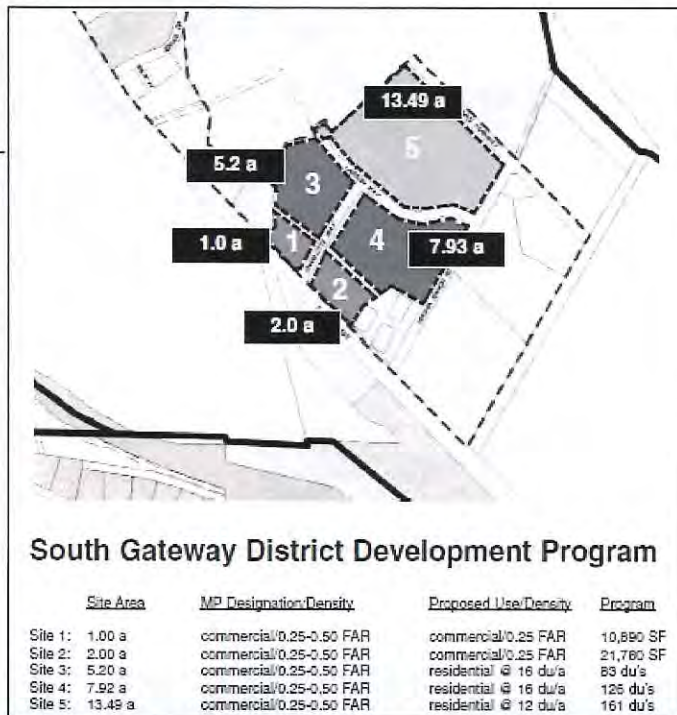 13.49 a
5
5.2 a
3
1.0 a
1
4
7.93 a
2
2.0 a
South Gateway District Development Program
Site Area MP Designation/Density Proposed Use/Density Program
Site 1: 1.00 a commercial/0.25-0.50 FAR commercial/0.25 FAR 10,890 SF
Site 2: 2.00 a commercial/0.25-0.50 FAR commercial/0.25 FAR 21,780 SF
Site 3: 5.20 a commercial/0.25-0.50 FAR residential @ 16 du/a 83 du's
Site 4: 7.92 a commercial/0.25-0.50 FAR residential @ 16 du/a 126 du's
Site 5: 13.49 a commercial/0.25-0.50 FAR residential @ 12 du/a 161 du's